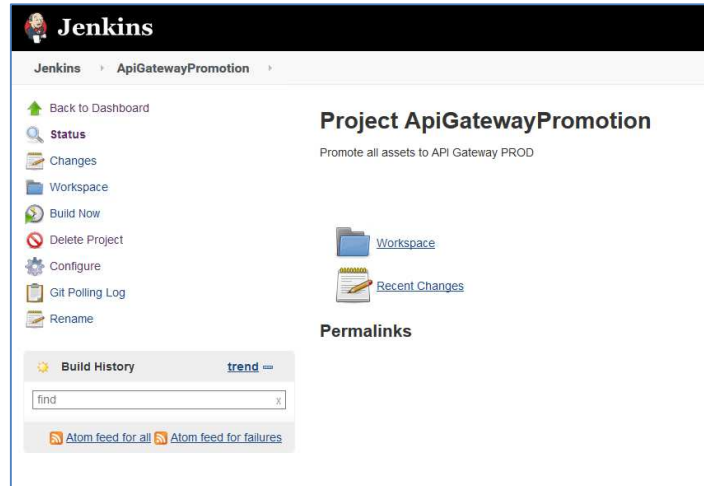 Jenkins
Jenkins ApiGatewayPromotion
Back to Dashboard
Status
Changes
Workspace
Build Now
Delete Project
Configure
Git Polling Log
Rename
Build History trend
find x
Atom feed for all Atom feed for failures
Project ApiGatewayPromotion
Promote all assets to API Gateway PROD
Workspace
Recent Changes
Permalinks